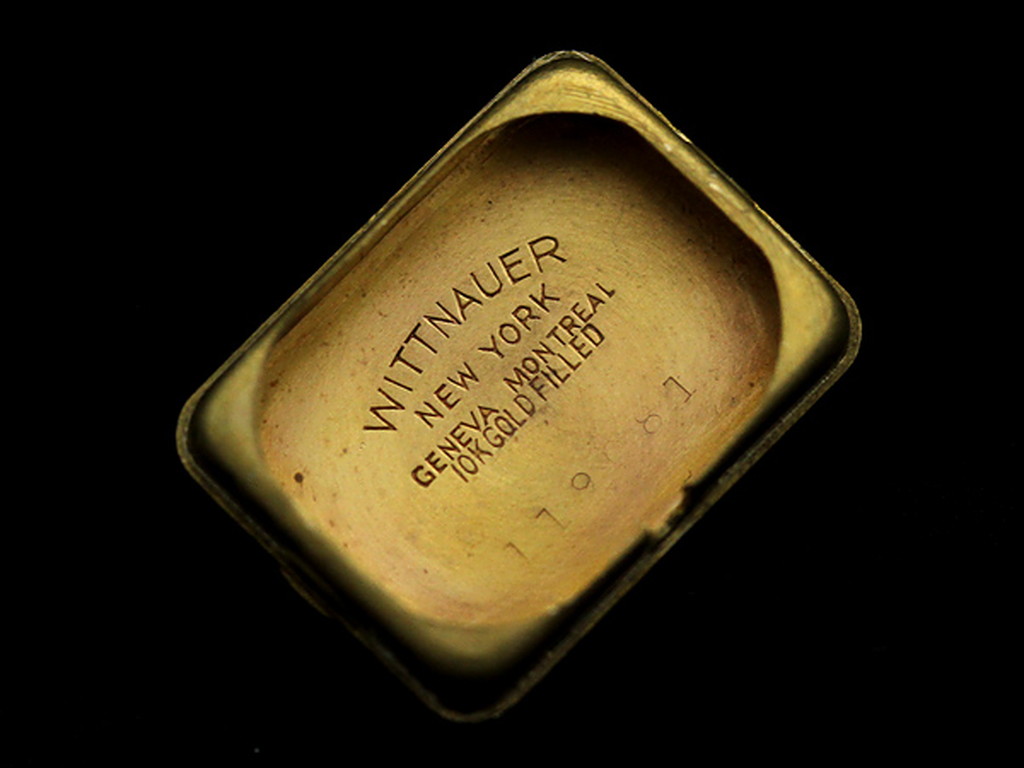 WITTNAUER
NEW YORK
GENEVA MONTREAL
10K GOLD FILLED